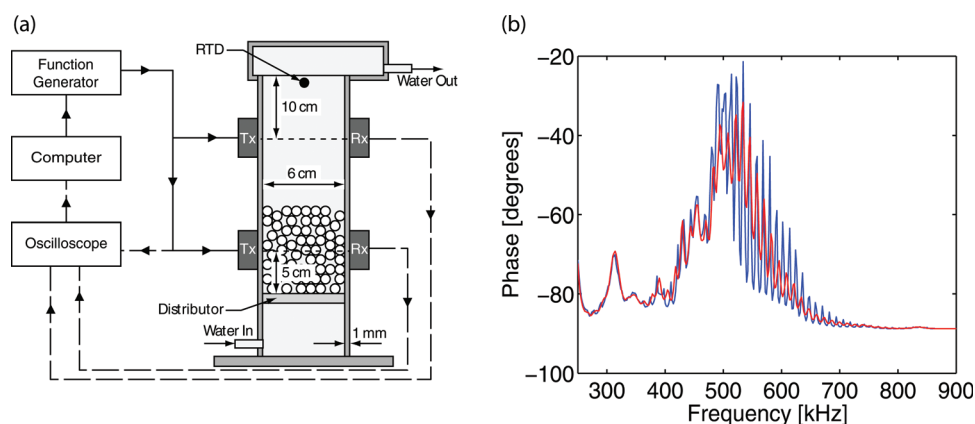 (a)
Function
Generator
Computer
Oscilloscope
RTD
Water Out
10 cm
Tx
Rx
6 cm
Tx
Rx
5 cm
Distributor
Water In
1 mm
(b)
Phase [degrees]
−20
−40
−60
−80
−100
300 400 500 600 700 800 900
Frequency [kHz]